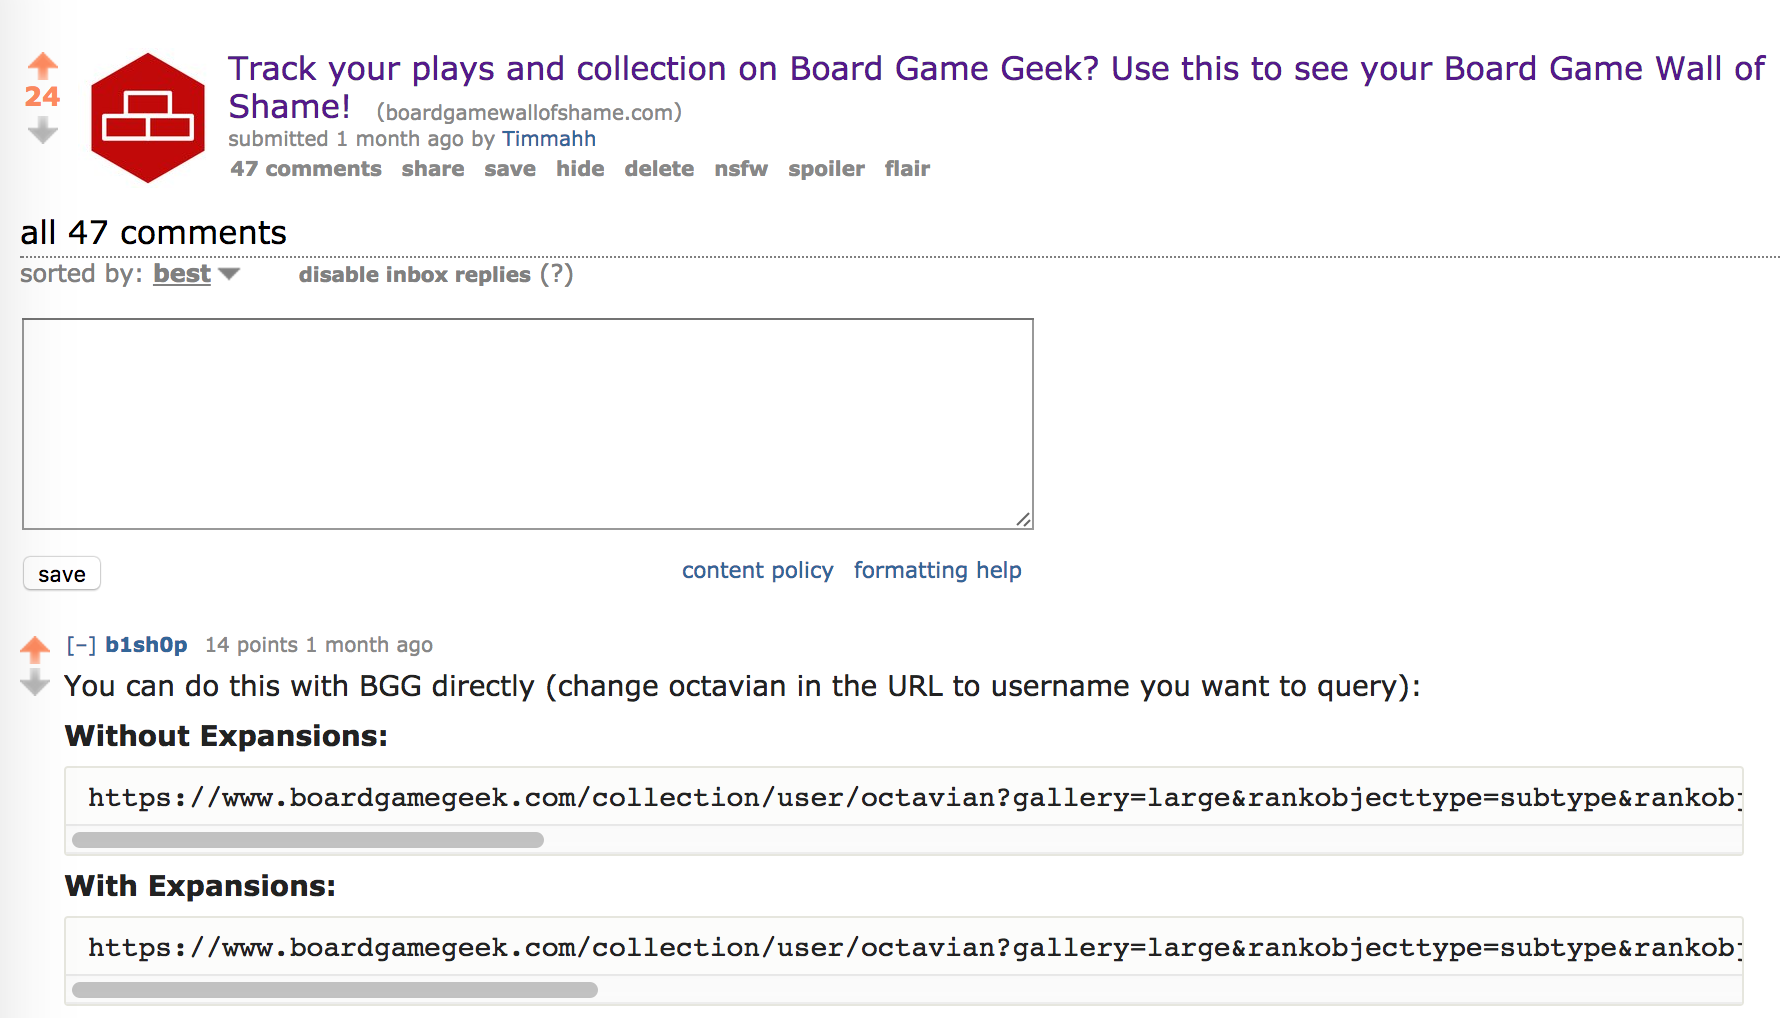 Track your plays and collection on Board Game Geek? Use this to see your Board Game Wall of
Shame! (boardgamewallofshame.com)
24
submitted 1 month ago by Timmahh
47 comments share save hide delete nsfw spoiler flair
all 47 comments
sorted by: best disable inbox replies (?)
save content policy formatting help
[–] b1sh0p 14 points 1 month ago
You can do this with BGG directly (change octavian in the URL to username you want to query):
Without Expansions:
https://www.boardgamegeek.com/collection/user/octavian?gallery=large&rankobjecttype=subtype&rankobj
With Expansions:
https://www.boardgamegeek.com/collection/user/octavian?gallery=large&rankobjecttype=subtype&rankobj